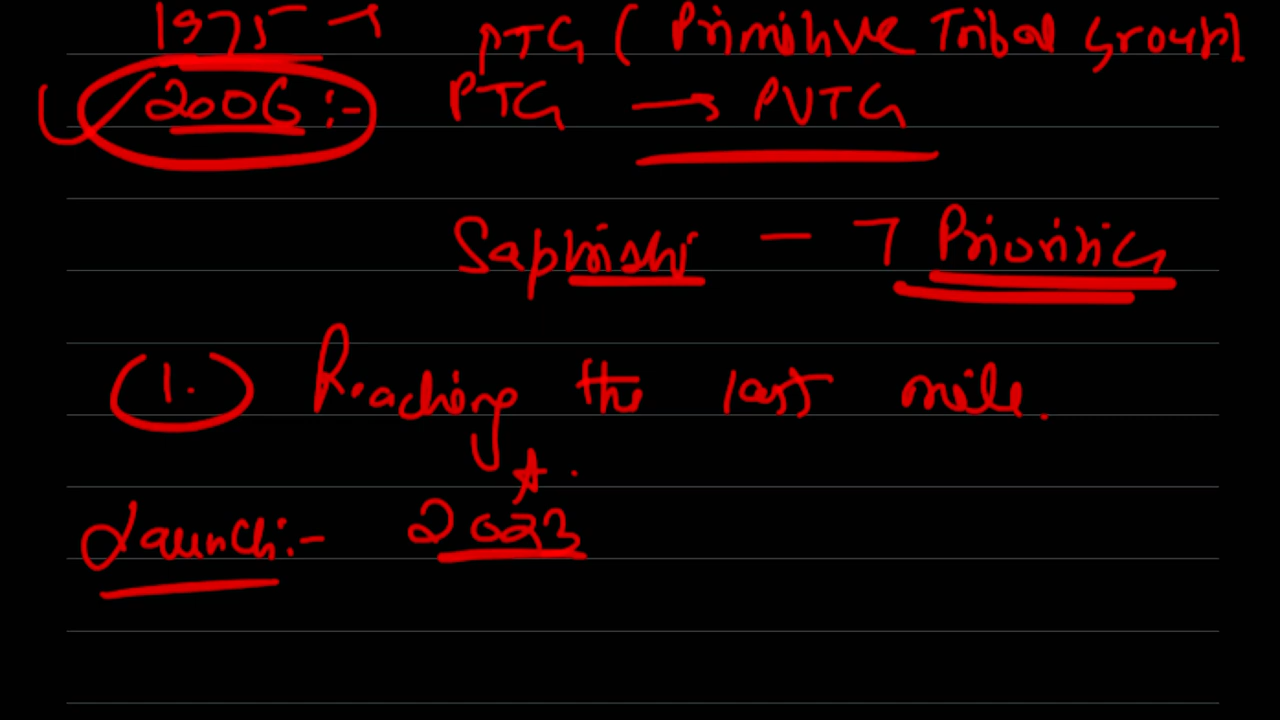 1975 → PTG (Primitive Tribal Group)
2006 :- PTG → PVTG
Saptrishi - 7 Priorities
(1.) Reaching the last mile.
Launch:- 2023